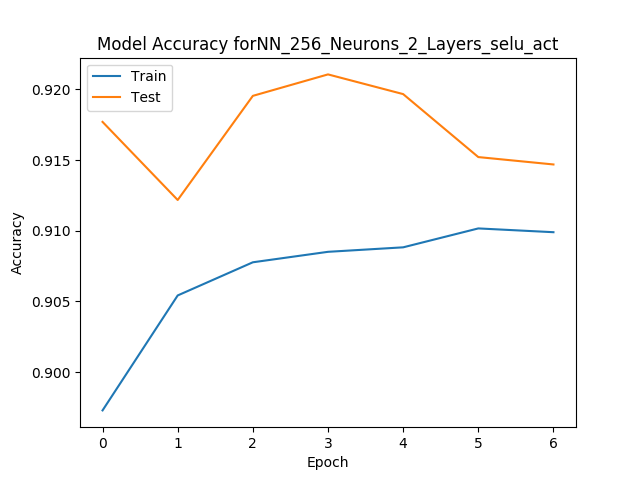 Model Accuracy forNN_256_Neurons_2_Layers_selu_act
Train
Test
Accuracy
0.920
0.915
0.910
0.905
0.900
0 1 2 3 4 5 6
Epoch